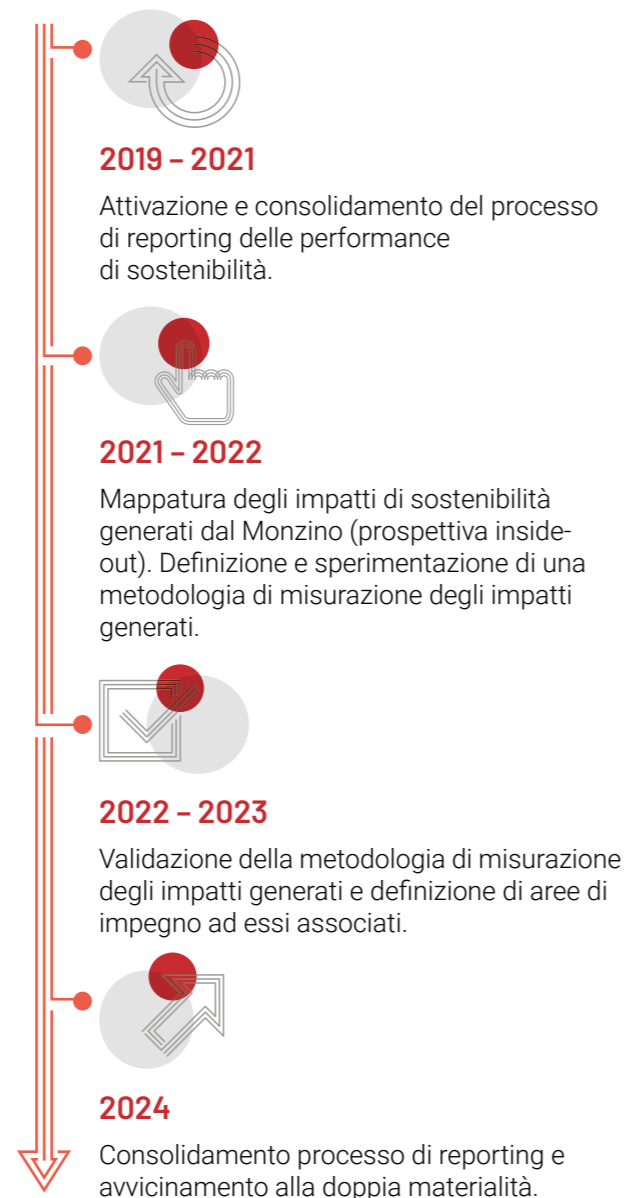 2019 – 2021
Attivazione e consolidamento del processo
di reporting delle performance
di sostenibilità.
2021 – 2022
Mappatura degli impatti di sostenibilità
generati dal Monzino (prospettiva inside-
out). Definizione e sperimentazione di una
metodologia di misurazione degli impatti
generati.
2022 – 2023
Validazione della metodologia di misurazione
degli impatti generati e definizione di aree di
impegno ad essi associati.
2024
Consolidamento processo di reporting e
avvicinamento alla doppia materialità.